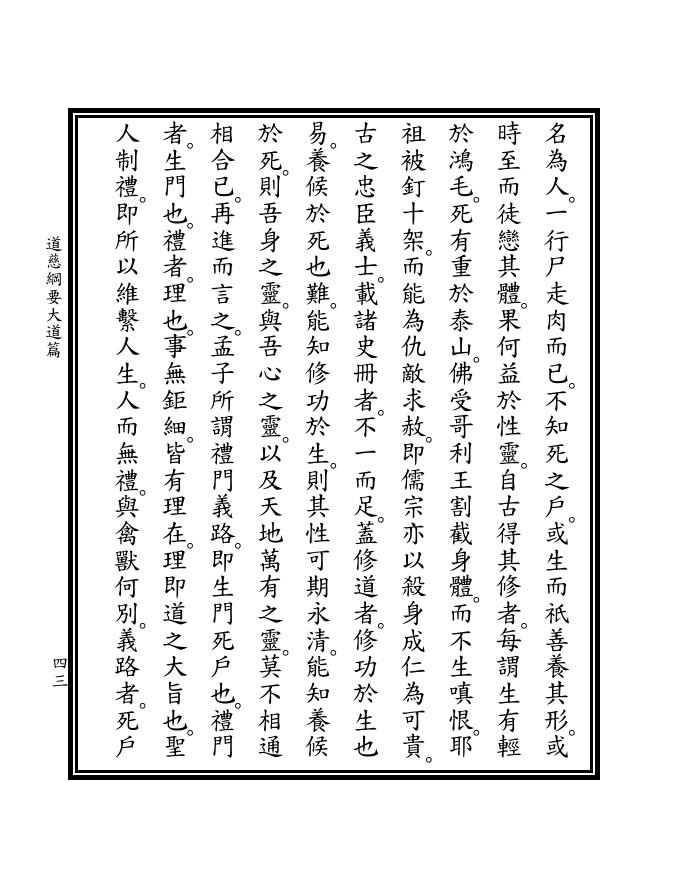 名為人。一行尸走肉而已。不知死之戶。或生而祇善養其形。或
時至而徒戀其體。果何益於性靈。自古得其修者。每謂生有輕
於鴻毛。死有重於泰山。佛受哥利王割截身體。而不生嗔恨。耶
祖被釘十架。而能為仇敵求赦。即儒宗亦以殺身成仁為可貴。
古之忠臣義士。載諸史冊者。不一而足。蓋修道者。修功於生也
易。養候於死也難。能知修功於生。則其性可期永清。能知養候
於死。則吾身之靈。與吾心之靈。以及天地萬有之靈。莫不相通
相合已。再進而言之。孟子所謂禮門義路。即生門死戶也。禮門
者。生門也。禮者。理也。事無鉅細。皆有理在。理即道之大旨也。聖
人制禮。即所以維繫人生。人而無禮。與禽獸何別。義路者。死戶
道慈綱要大道篇
四三